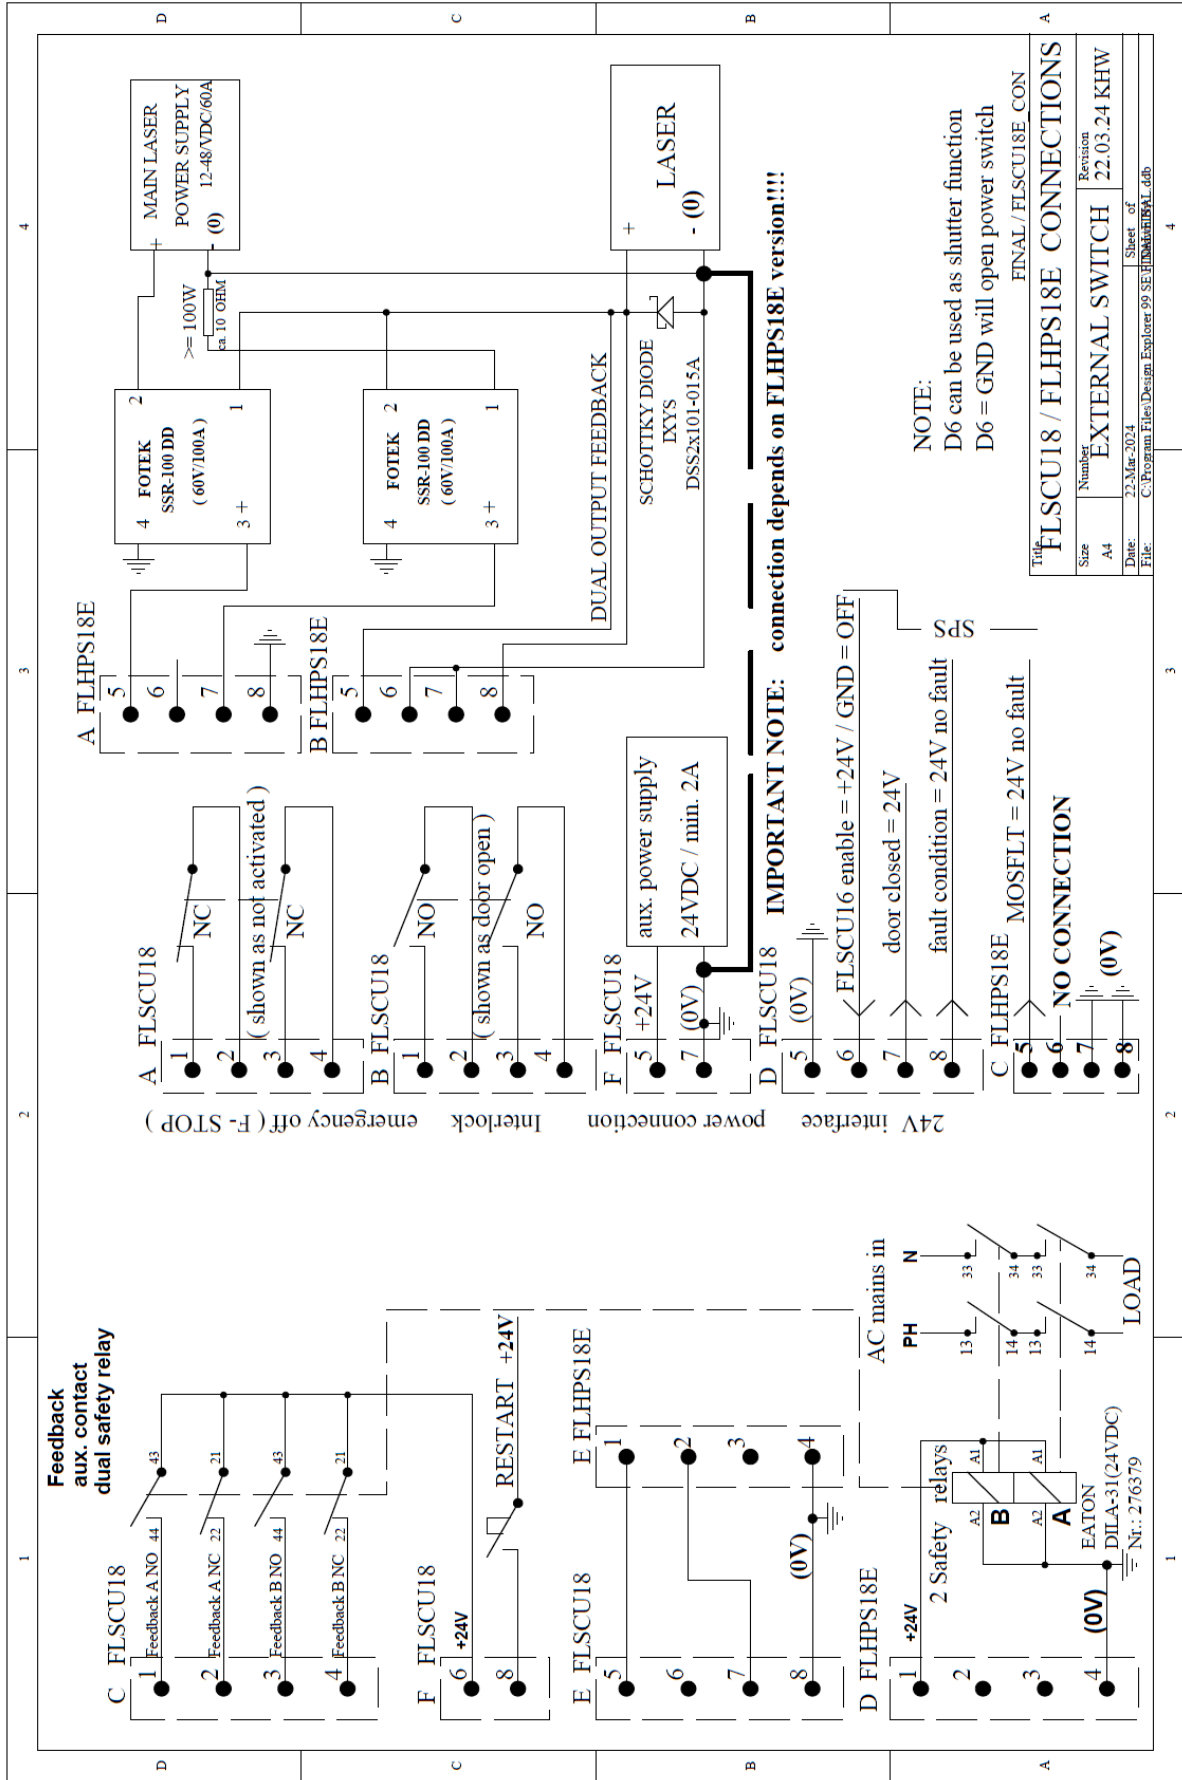 Feedback
aux. contact
dual safety relay
C FLSCU18
1
Feedback A NO
44
43
2
Feedback A NC
22
21
3
Feedback B NO
44
43
4
Feedback B NC
22
21
F FLSCU18
6
+24V
8
RESTART +24V
E FLSCU18
5
6
7
8
(0V)
E FLHPS18E
1
2
3
4
D FLHPS18E
1
+24V
2
3
4
(0V)
2 Safety relays
A2
A1
B
A2
A1
A
EATON
DILA-31(24VDC)
Nr.: 276379
AC mains in
PH
N
13
14
13
14
33
34
33
34
LOAD
emergency off ( F- STOP )
Interlock
power connection
24V interface
A FLSCU18
1
2
3
4
NC
NC
( shown as not activated )
B FLSCU18
1
2
3
4
NO
NO
( shown as door open )
F FLSCU18
5
+24V
7
(0V)
aux. power supply
24VDC / min. 2A
D FLSCU18
5
(0V)
6
FLSCU16 enable = +24V / GND = OFF
7
door closed = 24V
8
fault condition = 24V no fault
C FLHPS18E
5
MOSFLT = 24V no fault
6
NO CONNECTION
7
8
(0V)
SPS
A FLHPS18E
5
6
7
8
B FLHPS18E
5
6
7
8
4
FOTEK
SSR-100 DD
( 60V/100A )
2
3 +
1
4
FOTEK
SSR-100 DD
( 60V/100A )
2
3 +
1
>= 100W
ca. 10 OHM
MAIN LASER
POWER SUPPLY
12-48/VDC/60A
+
- (0)
LASER
+
- (0)
DUAL OUTPUT FEEDBACK
SCHOTTKY DIODE
IXYS
DSS2x101-015A
IMPORTANT NOTE: connection depends on FLHPS18E version!!!!
NOTE:
D6 can be used as shutter function
D6 = GND will open power switch
FINAL / FLSCU18E_CON
Title
FLSCU18 / FLHPS18E CONNECTIONS
Size
A4
Number
EXTERNAL SWITCH
Revision
22.03.24 KHW
Date:
22-Mar-2024
Sheet of
File:
C:\Program Files\Design Explorer 99 SE\
1
2
3
4
1
2
3
4
D
C
B
A
D
C
B
A